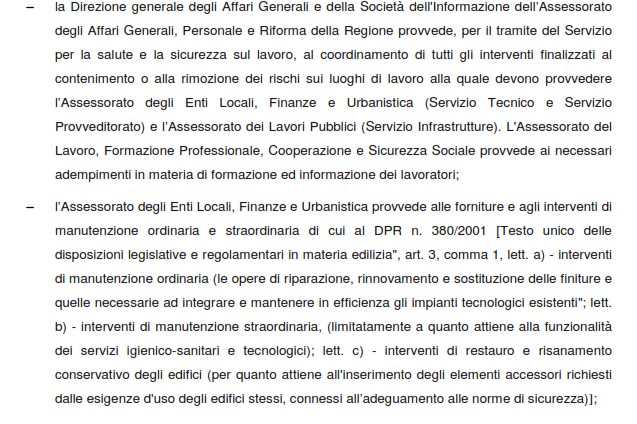 – la Direzione generale degli Affari Generali e della Società dell'Informazione dell'Assessorato
degli Affari Generali, Personale e Riforma della Regione provvede, per il tramite del Servizio
per la salute e la sicurezza sul lavoro, al coordinamento di tutti gli interventi finalizzati al
contenimento o alla rimozione dei rischi sui luoghi di lavoro alla quale devono provvedere
l'Assessorato degli Enti Locali, Finanze e Urbanistica (Servizio Tecnico e Servizio
Provveditorato) e l'Assessorato dei Lavori Pubblici (Servizio Infrastrutture). L'Assessorato del
Lavoro, Formazione Professionale, Cooperazione e Sicurezza Sociale provvede ai necessari
adempimenti in materia di formazione ed informazione dei lavoratori;
– l'Assessorato degli Enti Locali, Finanze e Urbanistica provvede alle forniture e agli interventi di
manutenzione ordinaria e straordinaria di cui al DPR n. 380/2001 [Testo unico delle
disposizioni legislative e regolamentari in materia edilizia", art. 3, comma 1, lett. a) - interventi
di manutenzione ordinaria (le opere di riparazione, rinnovamento e sostituzione delle finiture e
quelle necessarie ad integrare e mantenere in efficienza gli impianti tecnologici esistenti"; lett.
b) - interventi di manutenzione straordinaria, (limitatamente a quanto attiene alla funzionalità
dei servizi igienico-sanitari e tecnologici); lett. c) - interventi di restauro e risanamento
conservativo degli edifici (per quanto attiene all'inserimento degli elementi accessori richiesti
dalle esigenze d'uso degli edifici stessi, connessi all'adeguamento alle norme di sicurezza)];